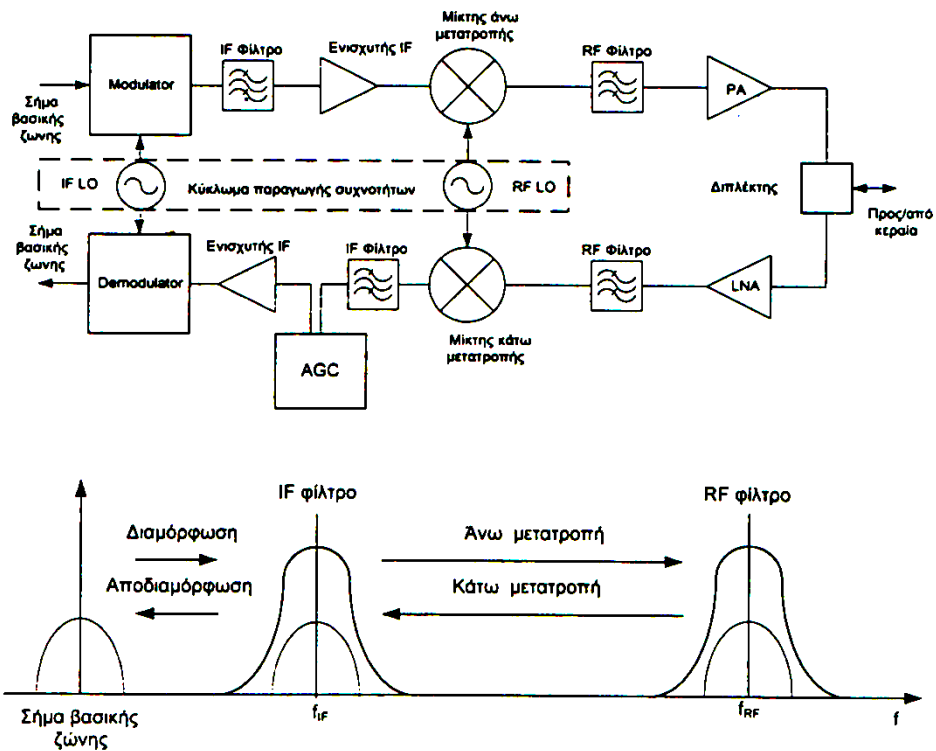 Μίκτης άνω
μετατροπής
IF Φίλτρο
Ενισχυτής IF
RF Φίλτρο
Modulator
PA
Σήμα
βασικής
ζωνης
IF LO
Κύκλωμα παραγωγής συχνοτήτων
RF LO
Διπλέκτης
Προς/από
κεραία
Σήμα
βασικής
ζωνης
Ενισχυτής IF
IF Φίλτρο
RF Φίλτρο
Demodulator
LNA
Μίκτης κάτω
μετατροπής
AGC
IF φίλτρο
RF φίλτρο
Διαμόρφωση
Άνω μετατροπή
Αποδιαμόρφωση
Κάτω μετατροπή
Σήμα βασικής
ζώνης
fIF
fRF
f